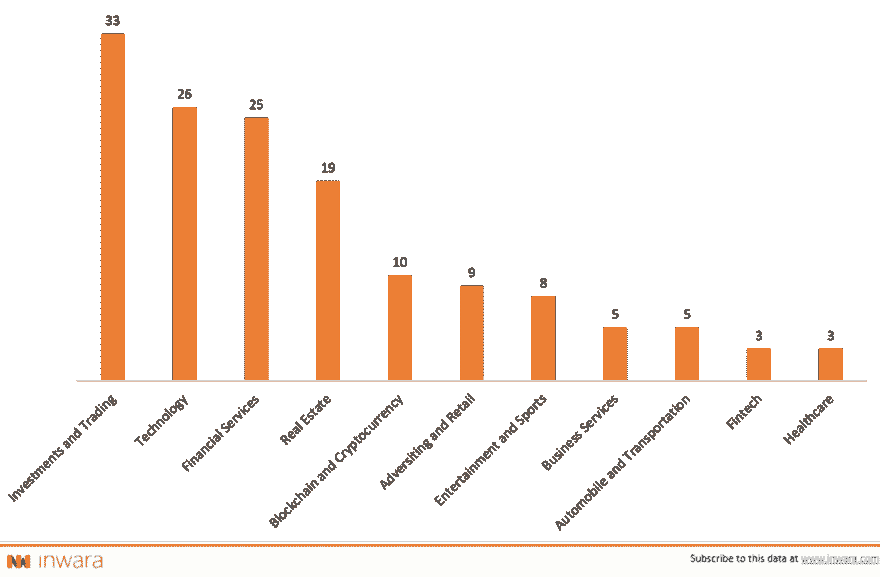 33
26
25
19
10
9
8
5
5
3
3
Investments and Trading
Technology
Financial Services
Real Estate
Blockchain and Cryptocurrency
Adversiting and Retail
Entertainment and Sports
Business Services
Automobile and Transportation
Fintech
Healthcare
inwara
Subscribe to this data at www.inwara.com